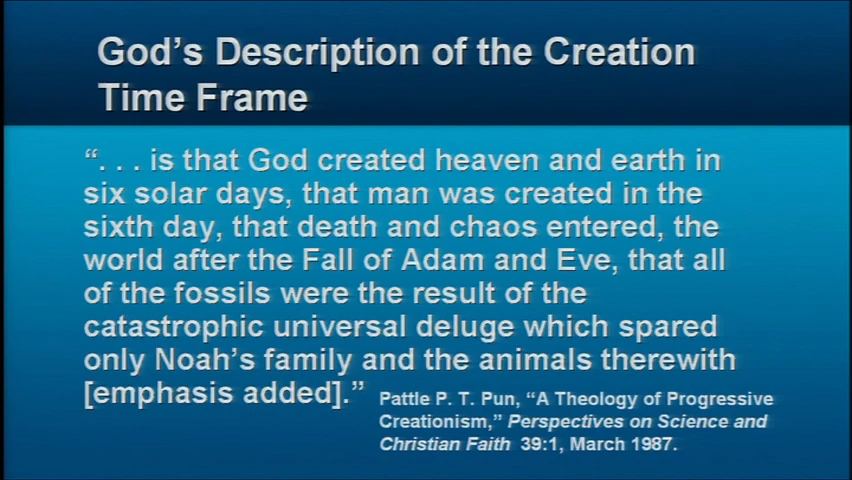 God's Description of the Creation
Time Frame
“. . . is that God created heaven and earth in
six solar days, that man was created in the
sixth day, that death and chaos entered, the
world after the Fall of Adam and Eve, that all
of the fossils were the result of the
catastrophic universal deluge which spared
only Noah's family and the animals therewith
[emphasis added].”
Pattle P. T. Pun, “A Theology of Progressive
Creationism,” Perspectives on Science and
Christian Faith 39:1, March 1987.